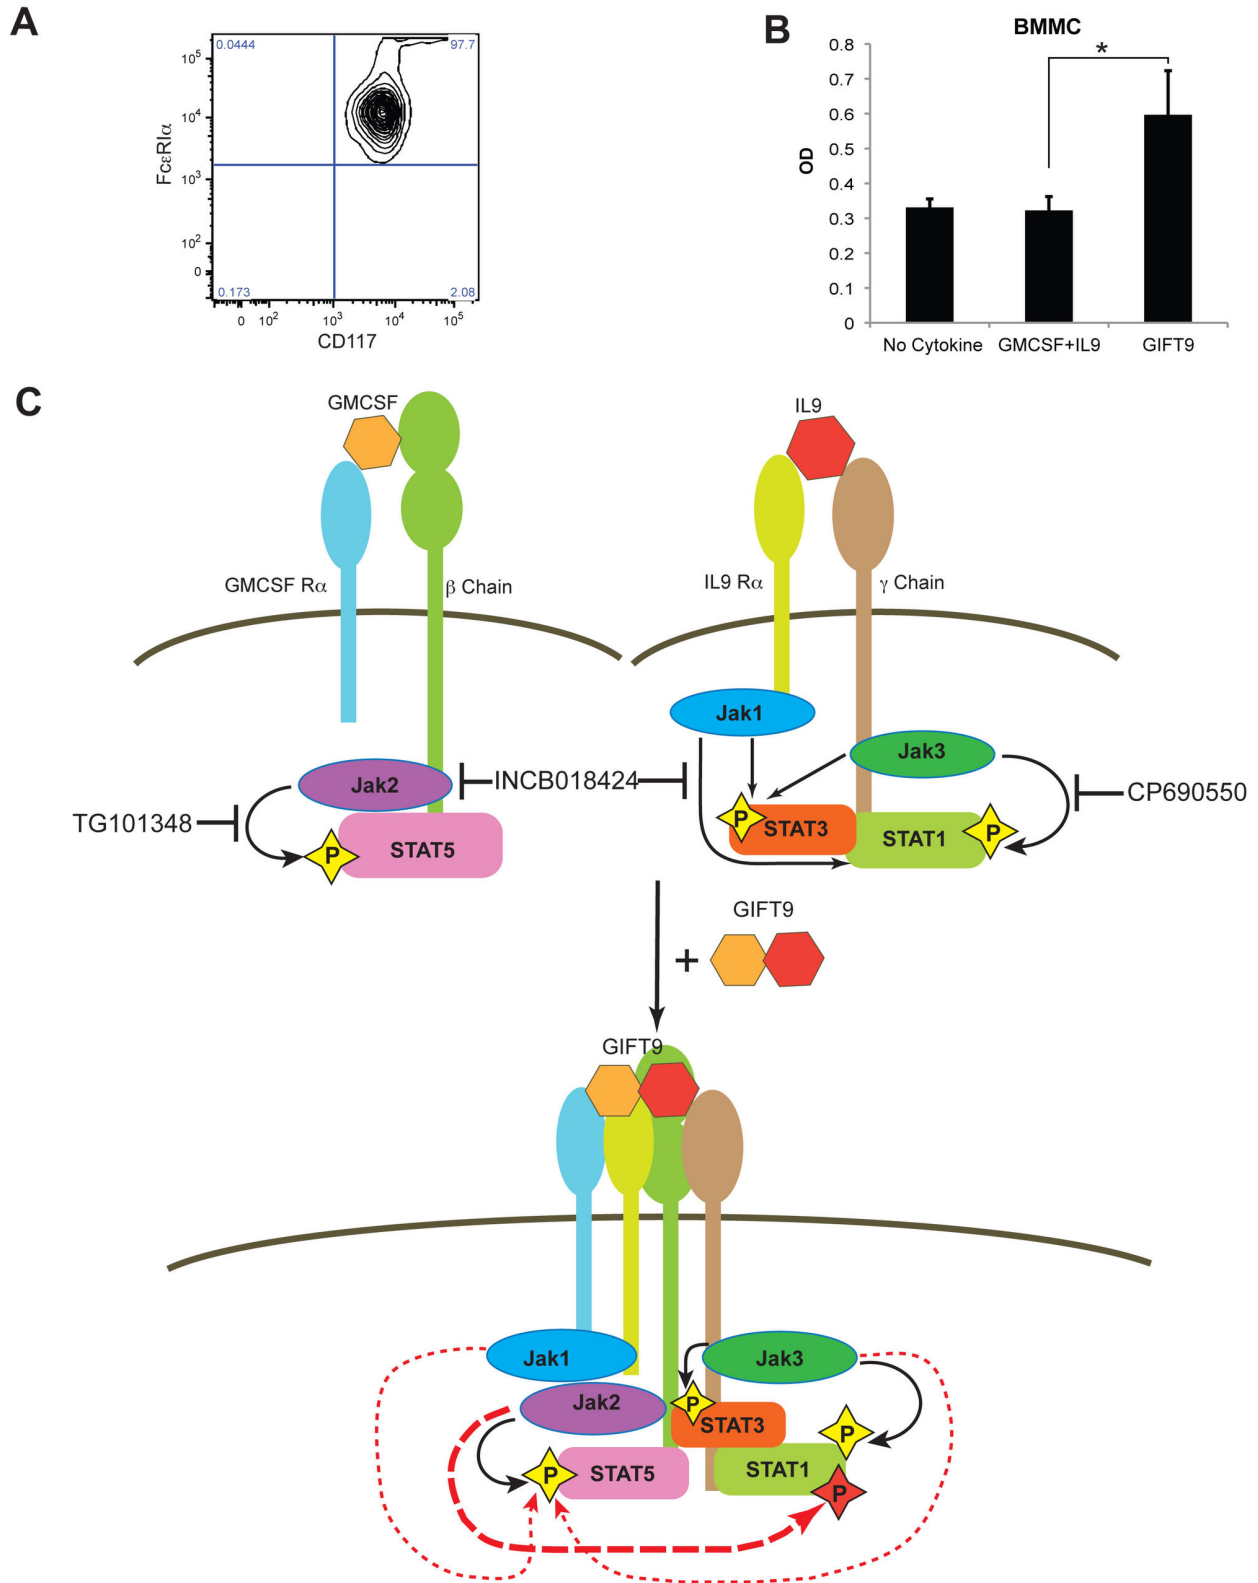 A
0.0444
97.7
10⁵
10⁴
10³
10²
0
FcεRIα
0.173
2.08
0 10² 10³ 10⁴ 10⁵
CD117
B
BMMC
0.8
0.7
0.6
0.5
0.4
0.3
0.2
0.1
0
OD
*
No Cytokine GMCSF+IL9 GIFT9
C
GMCSF
IL9
GMCSF Rα
β Chain
IL9 Rα
γ Chain
Jak1
Jak3
Jak2
INCB018424
CP690550
TG101348
P
STAT5
P
STAT3
STAT1
P
GIFT9
+
GIFT9
Jak1
Jak3
Jak2
P
STAT3
P
P
STAT5
STAT1
P